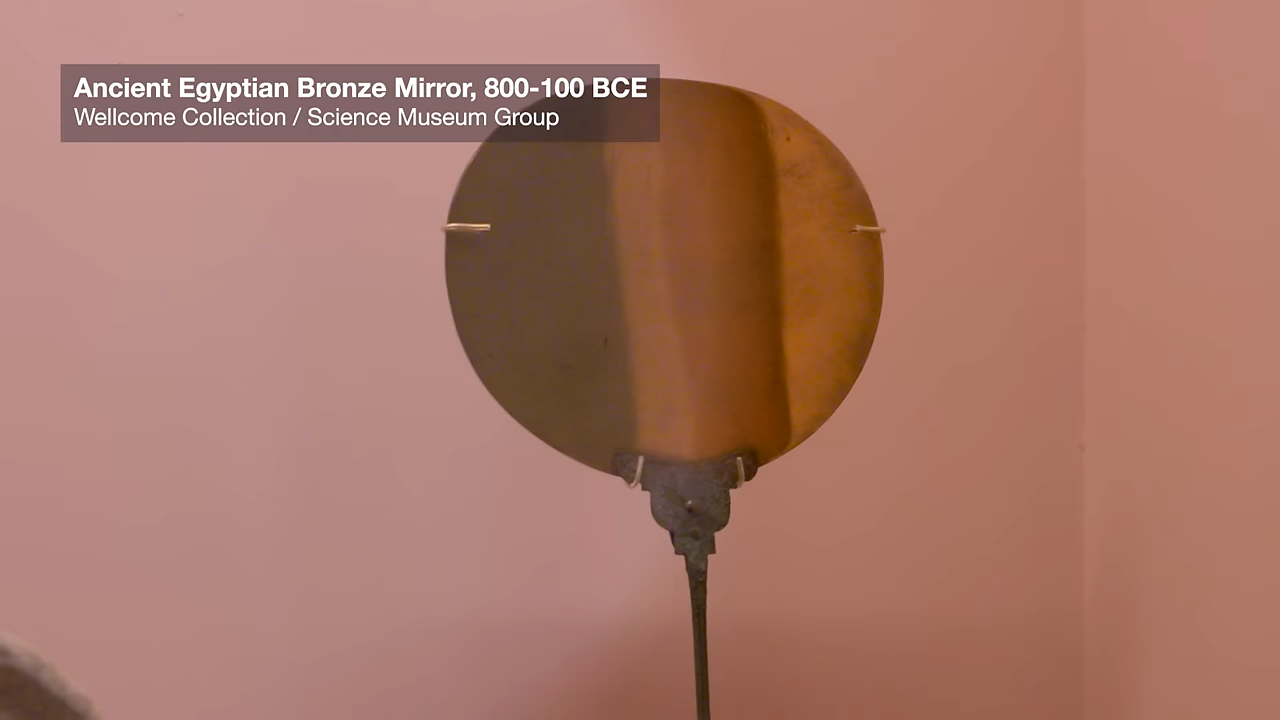 Ancient Egyptian Bronze Mirror, 800-100 BCE
Wellcome Collection / Science Museum Group